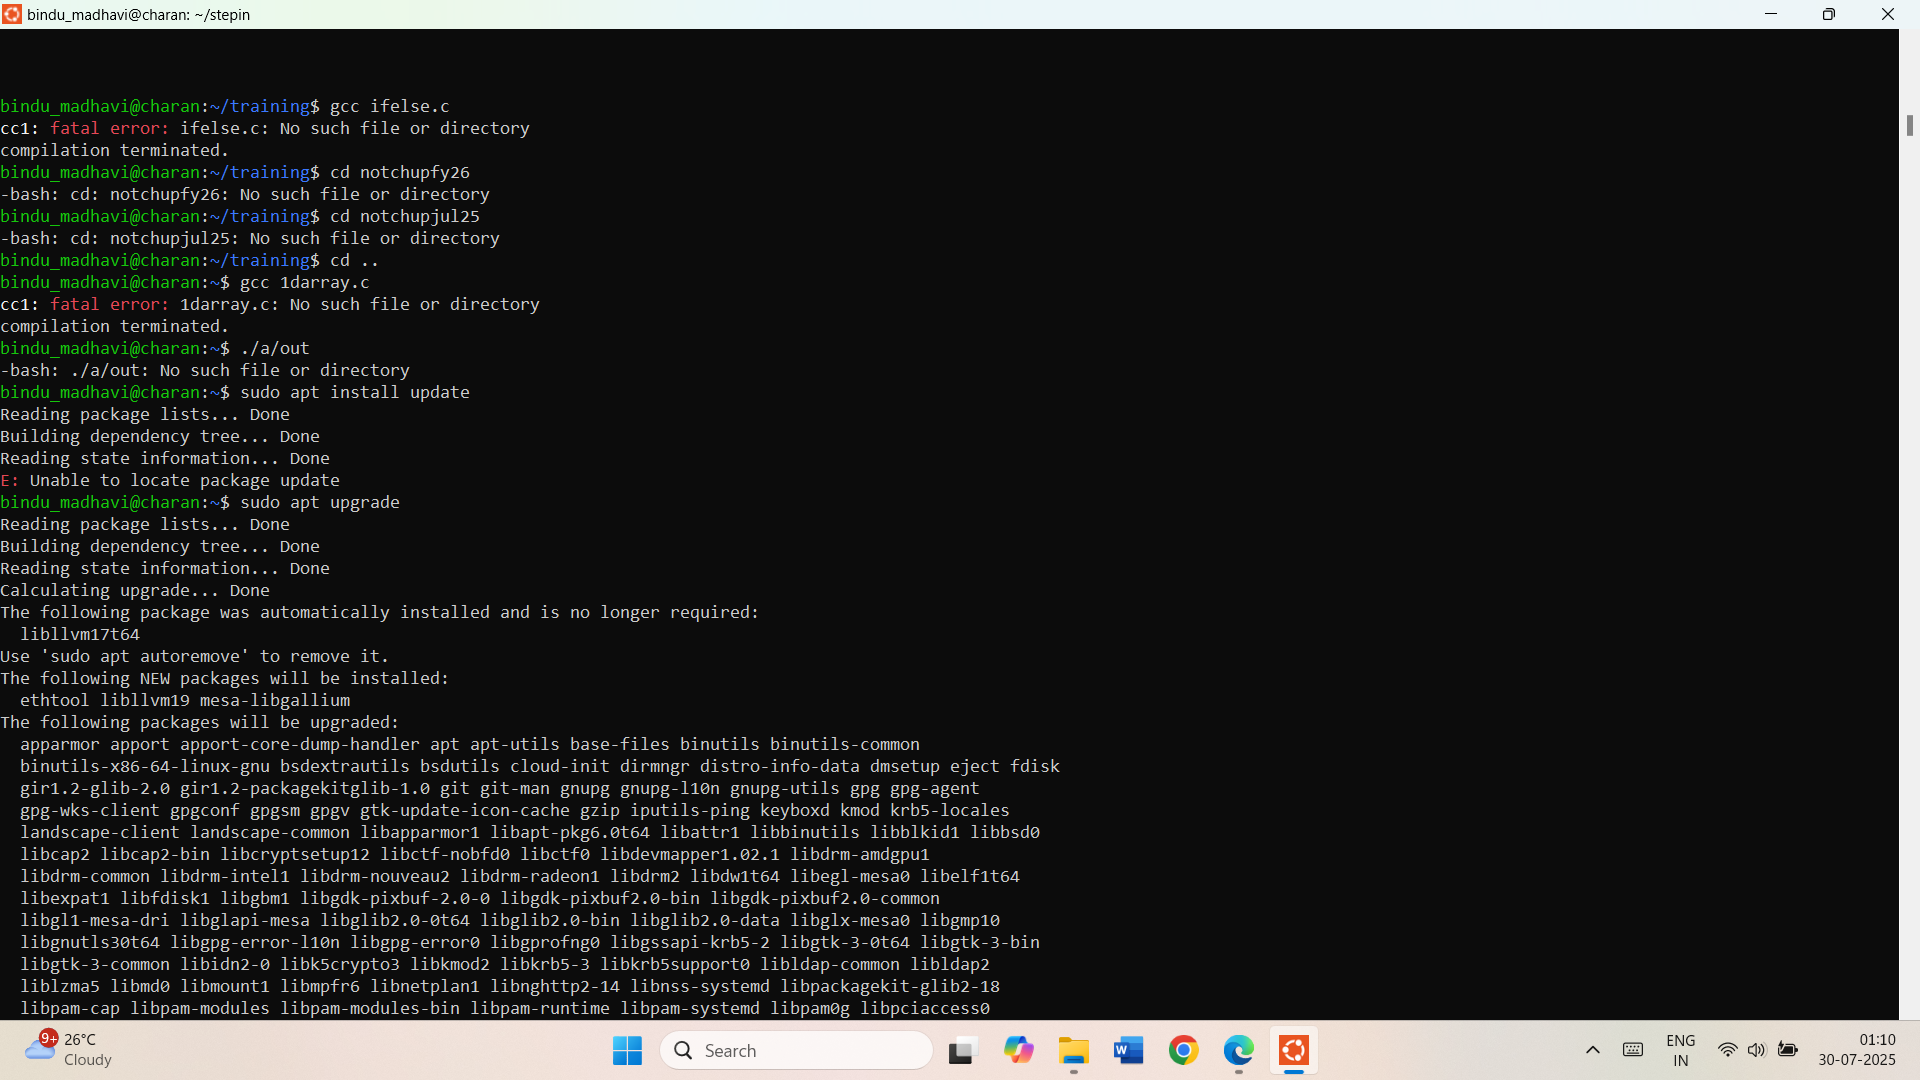 bindu_madhavi@charan: ~/stepin
bindu_madhavi@charan:~/training$ gcc ifelse.c
cc1: fatal error: ifelse.c: No such file or directory
compilation terminated.
bindu_madhavi@charan:~/training$ cd notchupfy26
-bash: cd: notchupfy26: No such file or directory
bindu_madhavi@charan:~/training$ cd notchupjul25
-bash: cd: notchupjul25: No such file or directory
bindu_madhavi@charan:~/training$ cd ..
bindu_madhavi@charan:~$ gcc 1darray.c
cc1: fatal error: 1darray.c: No such file or directory
compilation terminated.
bindu_madhavi@charan:~$ ./a/out
-bash: ./a/out: No such file or directory
bindu_madhavi@charan:~$ sudo apt install update
Reading package lists... Done
Building dependency tree... Done
Reading state information... Done
E: Unable to locate package update
bindu_madhavi@charan:~$ sudo apt upgrade
Reading package lists... Done
Building dependency tree... Done
Reading state information... Done
Calculating upgrade... Done
The following package was automatically installed and is no longer required:
  libllvm17t64
Use 'sudo apt autoremove' to remove it.
The following NEW packages will be installed:
  ethtool libllvm19 mesa-libgallium
The following packages will be upgraded:
  apparmor apport apport-core-dump-handler apt apt-utils base-files binutils binutils-common
  binutils-x86-64-linux-gnu bsdextrautils bsdutils cloud-init dirmngr distro-info-data dmsetup eject fdisk
  gir1.2-glib-2.0 gir1.2-packagekitglib-1.0 git git-man gnupg gnupg-l10n gnupg-utils gpg gpg-agent
  gpg-wks-client gpgconf gpgsm gpgv gtk-update-icon-cache gzip iputils-ping keyboxd kmod krb5-locales
  landscape-client landscape-common libapparmor1 libapt-pkg6.0t64 libattr1 libbinutils libblkid1 libbsd0
  libcap2 libcap2-bin libcryptsetup12 libctf-nobfd0 libctf0 libdevmapper1.02.1 libdrm-amdgpu1
  libdrm-common libdrm-intel1 libdrm-nouveau2 libdrm-radeon1 libdrm2 libdw1t64 libegl-mesa0 libelf1t64
  libexpat1 libfdisk1 libgbm1 libgdk-pixbuf-2.0-0 libgdk-pixbuf2.0-bin libgdk-pixbuf2.0-common
  libgl1-mesa-dri libglapi-mesa libglib2.0-0t64 libglib2.0-bin libglib2.0-data libglx-mesa0 libgmp10
  libgnutls30t64 libgpg-error-l10n libgpg-error0 libgprofng0 libgssapi-krb5-2 libgtk-3-0t64 libgtk-3-bin
  libgtk-3-common libidn2-0 libk5crypto3 libkmod2 libkrb5-3 libkrb5support0 libldap-common libldap2
  liblzma5 libmd0 libmount1 libmpfr6 libnetplan1 libnghttp2-14 libnss-systemd libpackagekit-glib2-18
  libpam-cap libpam-modules libpam-modules-bin libpam-runtime libpam-systemd libpam0g libpciaccess0
9+
26°C
Cloudy
Search
W
ENG
IN
01:10
30-07-2025